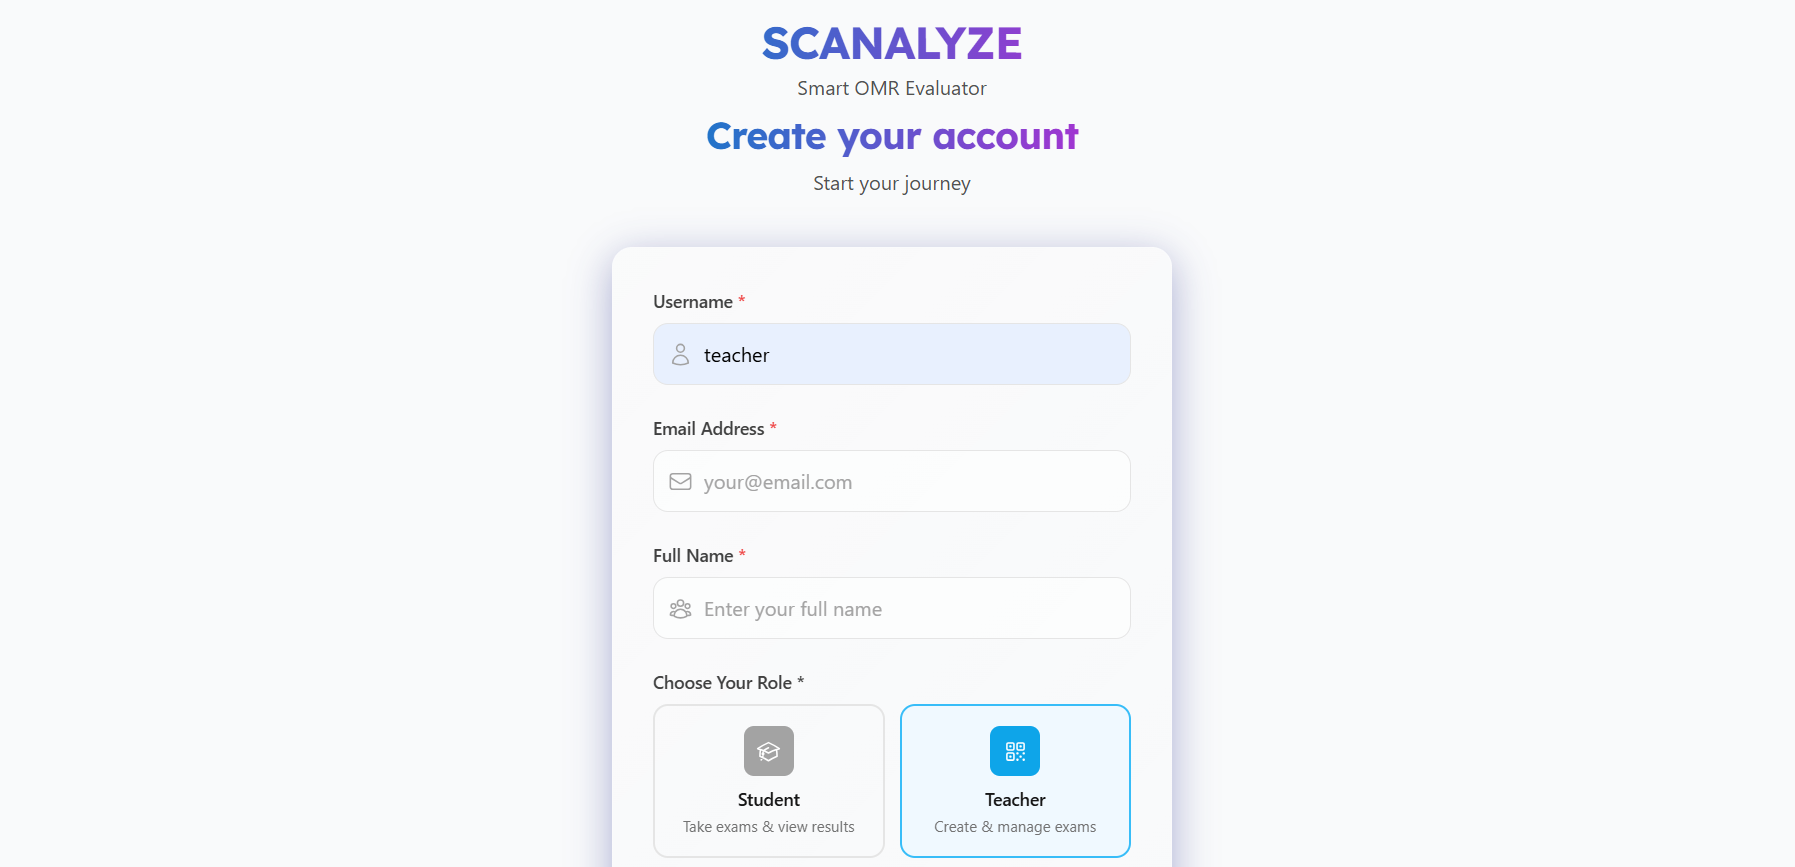 SCANALYZE
Smart OMR Evaluator
Create your account
Start your journey
Username *
teacher
Email Address *
your@email.com
Full Name *
Enter your full name
Choose Your Role *
Student
Take exams & view results
Teacher
Create & manage exams